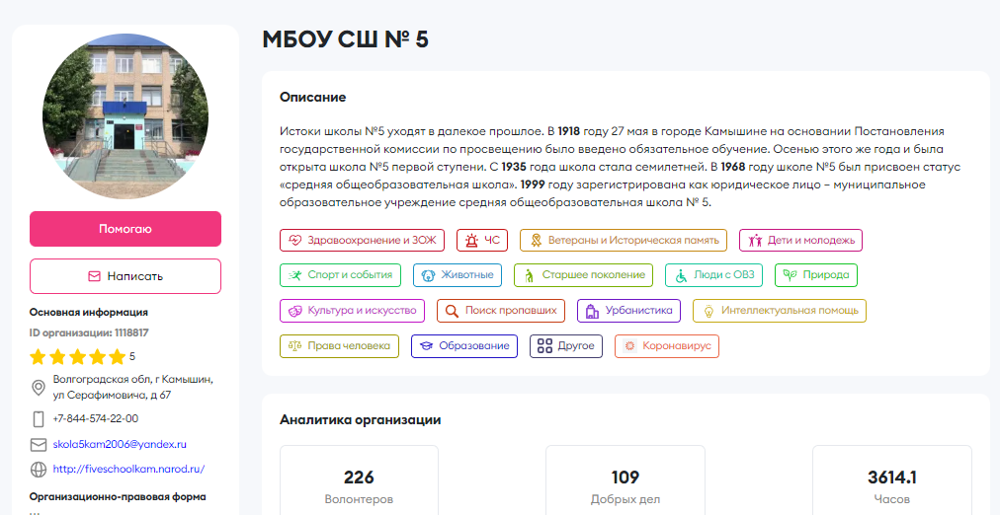 МБОУ СШ № 5
Помогаю
Написать
Основная информация
ID организации: 1118817
5
Волгоградская обл, г Камышин,
ул Серафимовича, д 67
+7-844-574-22-00
skola5kam2006@yandex.ru
http://fiveschoolkam.narod.ru/
Организационно-правовая форма
Описание
Истоки школы №5 уходят в далекое прошлое. В 1918 году 27 мая в городе Камышине на основании Постановления
государственной комиссии по просвещению было введено обязательное обучение. Осенью этого же года и была
открыта школа №5 первой ступени. С 1935 года школа стала семилетней. В 1968 году школе №5 был присвоен статус
«средняя общеобразовательная школа». 1999 году зарегистрирована как юридическое лицо – муниципальное
образовательное учреждение средняя общеобразовательная школа № 5.
Здравоохранение и ЗОЖ ЧС Ветераны и Историческая память Дети и молодежь
Спорт и события Животные Старшее поколение Люди с ОВЗ Природа
Культура и искусство Поиск пропавших Урбанистика Интеллектуальная помощь
Права человека Образование Другое Коронавирус
Аналитика организации
226 109 3614.1
Волонтеров Добрых дел Часов